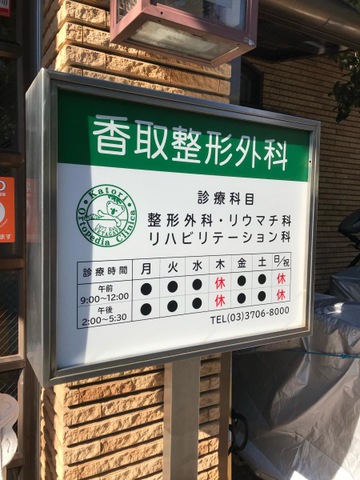 香取整形外科
Katori
Orthopedia Clinic
診療科目
整形外科・リウマチ科
リハビリテーション科
診療時間 月 火 水 木 金 土 日/祝
午前
9:00~12:00 ● ● ● 休 ● ● 休
午後
2:00~5:30 ● ● ● 休 ● ● 休
TEL(03)3706-8000